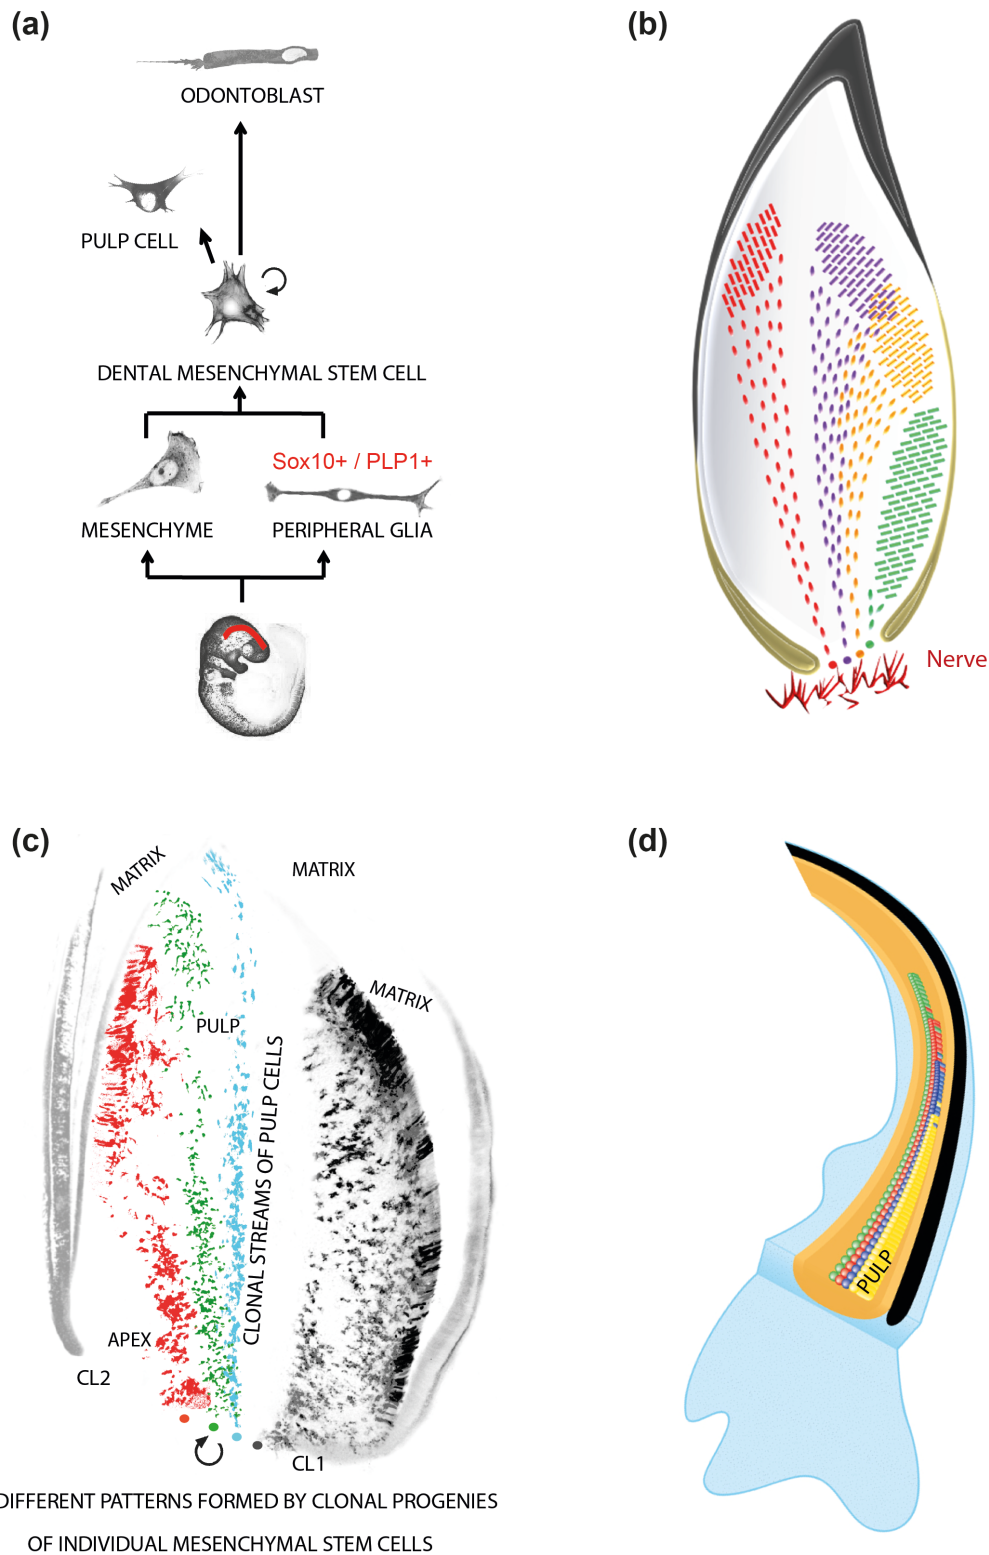 (a)
ODONTOBLAST
PULP CELL
DENTAL MESENCHYMAL STEM CELL
Sox10+ / PLP1+
MESENCHYME
PERIPHERAL GLIA
(b)
Nerve
(c)
MATRIX
MATRIX
MATRIX
PULP
CLONAL STREAMS OF PULP CELLS
APEX
CL2
CL1
DIFFERENT PATTERNS FORMED BY CLONAL PROGENIES
OF INDIVIDUAL MESENCHYMAL STEM CELLS
(d)
PULP